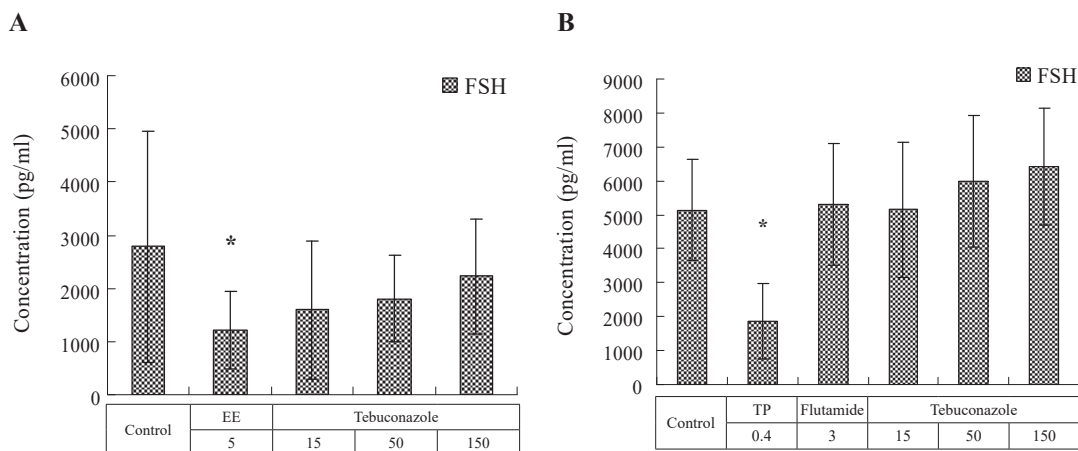 A
6000
5000
4000
3000
2000
1000
0
Concentration (pg/ml)
FSH
*
Control
EE
Tebuconazole
5
15
50
150
B
9000
8000
7000
6000
5000
4000
3000
2000
1000
0
Concentration (pg/ml)
FSH
*
Control
TP
Flutamide
Tebuconazole
0.4
3
15
50
150